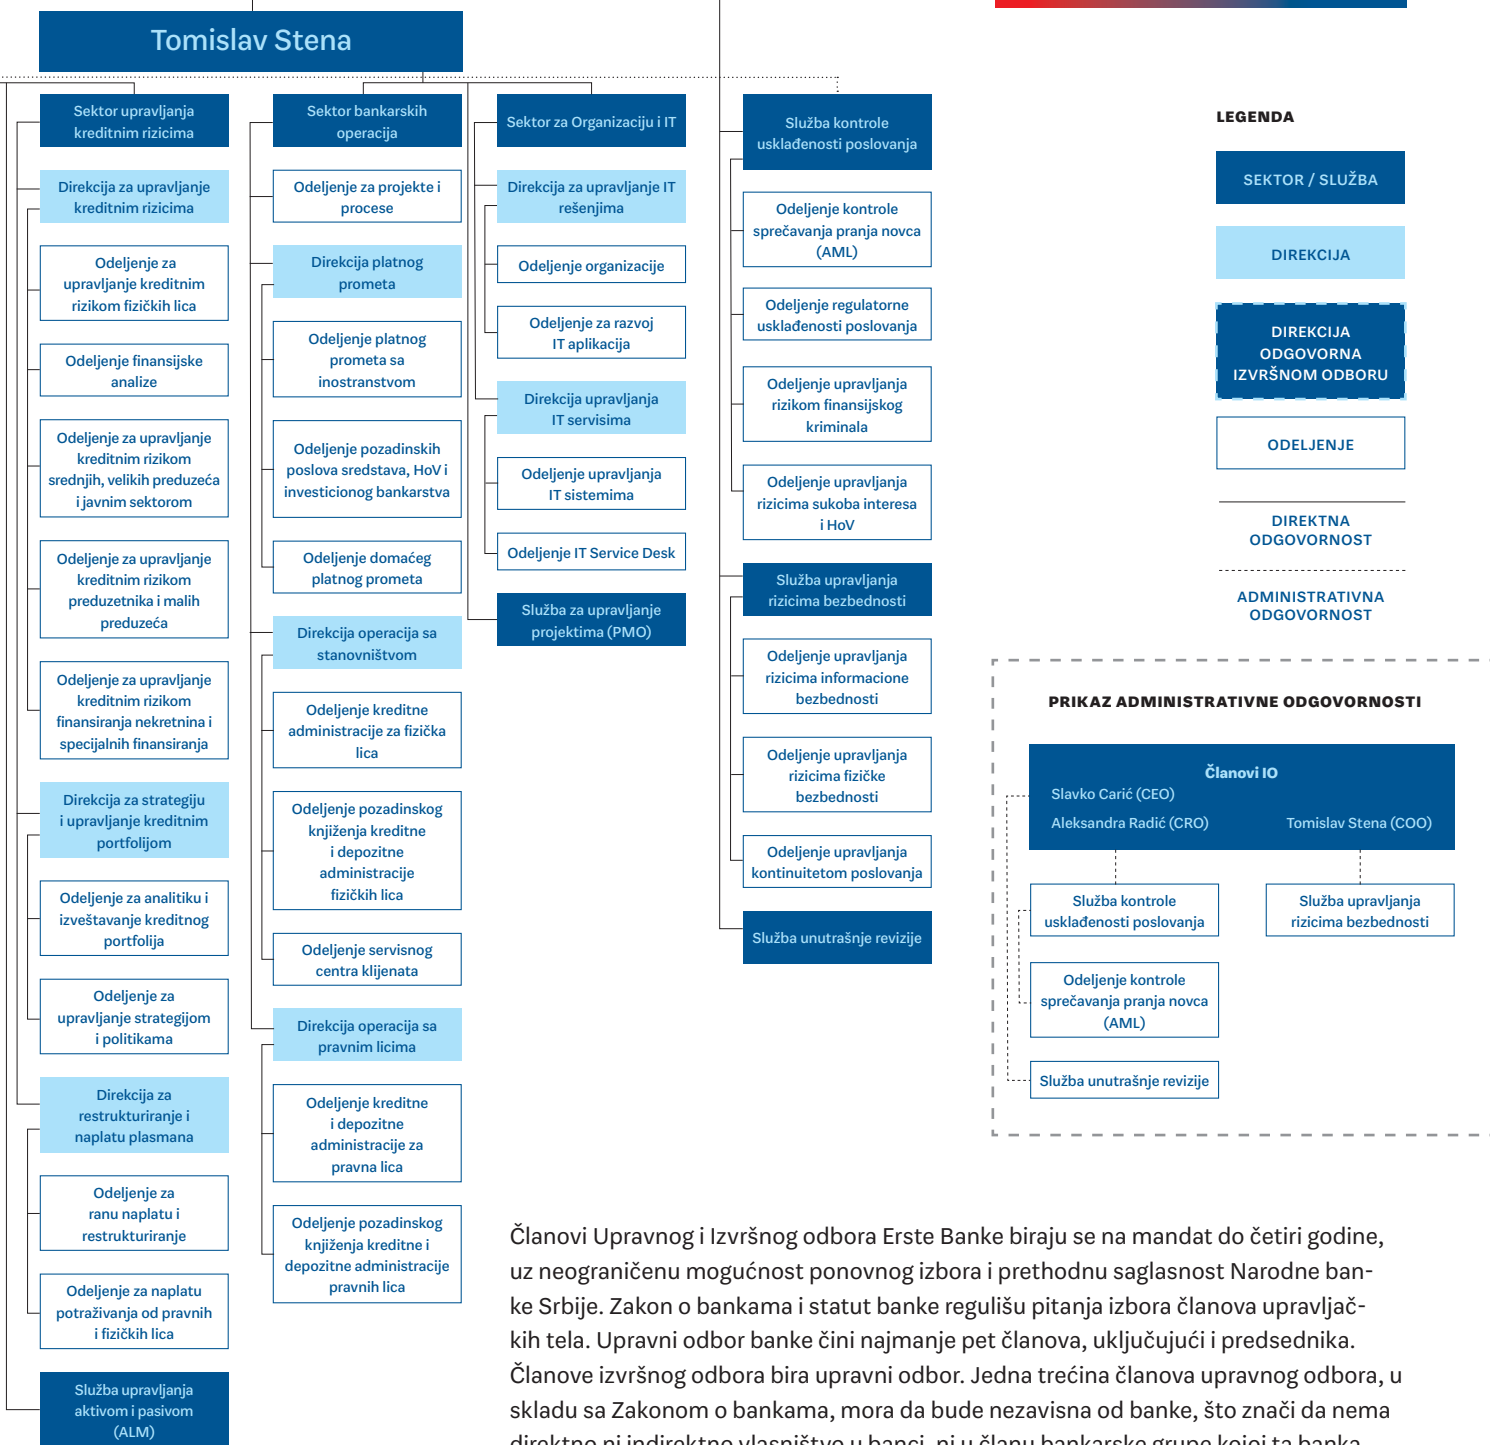 Tomislav Stena
Sektor upravljanja
kreditnim rizicima
Direkcija za upravljanje
kreditnim rizicima
Odeljenje za
upravljanje kreditnim
rizikom fizičkih lica
Odeljenje finansijske
analize
Odeljenje za upravljanje
kreditnim rizikom
srednjih, velikih preduzeća
i javnim sektorom
Odeljenje za upravljanje
kreditnim rizikom
preduzetnika i malih
preduzeća
Odeljenje za upravljanje
kreditnim rizikom
finansiranja nekretnina i
specijalnih finansiranja
Direkcija za strategiju
i upravljanje kreditnim
portfolijom
Odeljenje za analitiku i
izveštavanje kreditnog
portfolija
Odeljenje za
upravljanje strategijom
i politikama
Direkcija za
restrukturiranje i
naplatu plasmana
Odeljenje za
ranu naplatu i
restrukturiranje
Odeljenje za naplatu
potraživanja od pravnih
i fizičkih lica
Služba upravljanja
aktivom i pasivom
(ALM)
Sektor bankarskih
operacija
Odeljenje za projekte i
procese
Direkcija platnog
prometa
Odeljenje platnog
prometa sa
inostranstvom
Odeljenje pozadinskih
poslova sredstava, HoV i
investicionog bankarstva
Odeljenje domaćeg
platnog prometa
Direkcija operacija sa
stanovništvom
Odeljenje kreditne
administracije za fizička
lica
Odeljenje pozadinskog
knjiženja kreditne
i depozitne
administracije
fizičkih lica
Odeljenje servisnog
centra klijenata
Direkcija operacija sa
pravnim licima
Odeljenje kreditne
i depozitne
administracije za
pravna lica
Odeljenje pozadinskog
knjiženja kreditne i
depozitne administracije
pravnih lica
Sektor za Organizaciju i IT
Direkcija za upravljanje IT
rešenjima
Odeljenje organizacije
Odeljenje za razvoj
IT aplikacija
Direkcija upravljanja
IT servisima
Odeljenje upravljanja
IT sistemima
Odeljenje IT Service Desk
Služba za upravljanje
projektima (PMO)
Služba kontrole
usklađenosti poslovanja
Odeljenje kontrole
sprečavanja pranja novca
(AML)
Odeljenje regulatorne
usklađenosti poslovanja
Odeljenje upravljanja
rizikom finansijskog
kriminala
Odeljenje upravljanja
rizicima sukoba interesa
i HoV
Služba upravljanja
rizicima bezbednosti
Odeljenje upravljanja
rizicima informacione
bezbednosti
Odeljenje upravljanja
rizicima fizičke
bezbednosti
Odeljenje upravljanja
kontinuitetom poslovanja
Služba unutrašnje revizije
LEGENDA
SEKTOR / SLUŽBA
DIREKCIJA
DIREKCIJA
ODGOVORNA
IZVRŠNOM ODBORU
ODELJENJE
DIREKTNA
ODGOVORNOST
ADMINISTRATIVNA
ODGOVORNOST
PRIKAZ ADMINISTRATIVNE ODGOVORNOSTI
Članovi IO
Slavko Carić (CEO)
Aleksandra Radić (CRO) Tomislav Stena (COO)
Služba kontrole
usklađenosti poslovanja
Služba upravljanja
rizicima bezbednosti
Odeljenje kontrole
sprečavanja pranja novca
(AML)
Služba unutrašnje revizije
Članovi Upravnog i Izvršnog odbora Erste Banke biraju se na mandat do četiri godine,
uz neograničenu mogućnost ponovnog izbora i prethodnu saglasnost Narodne ban-
ke Srbije. Zakon o bankama i statut banke regulišu pitanja izbora članova upravljač-
kih tela. Upravni odbor banke čini najmanje pet članova, uključujući i predsednika.
Članove izvršnog odbora bira upravni odbor. Jedna trećina članova upravnog odbora, u
skladu sa Zakonom o bankama, mora da bude nezavisna od banke, što znači da nema
direktno ni indirektno vlasništvo u banci, ni u članu bankarske grupe kojoj ta banka